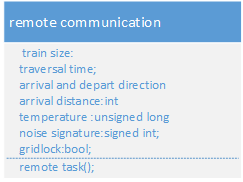 remote communication
train size:
traversal time;
arrival and depart direction
arrival distance:int
temperature :unsigned long
noise signature:signed int;
gridlock:bool;
remote task();